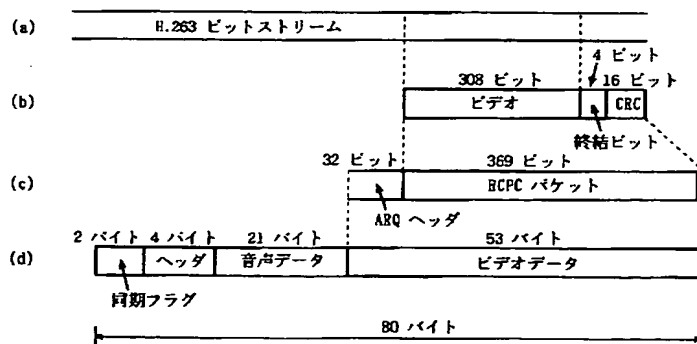 (a)
H.263 ビットストリーム
4 ビット
308 ビット
16 ビット
(b)
ビデオ
CRC
終結ビット
32 ビット
369 ビット
(c)
RCPC パケット
ARQ ヘッダ
2 バイト
4 バイト
21 バイト
53 バイト
(d)
ヘッダ
音声データ
ビデオデータ
同期フラグ
80 バイト